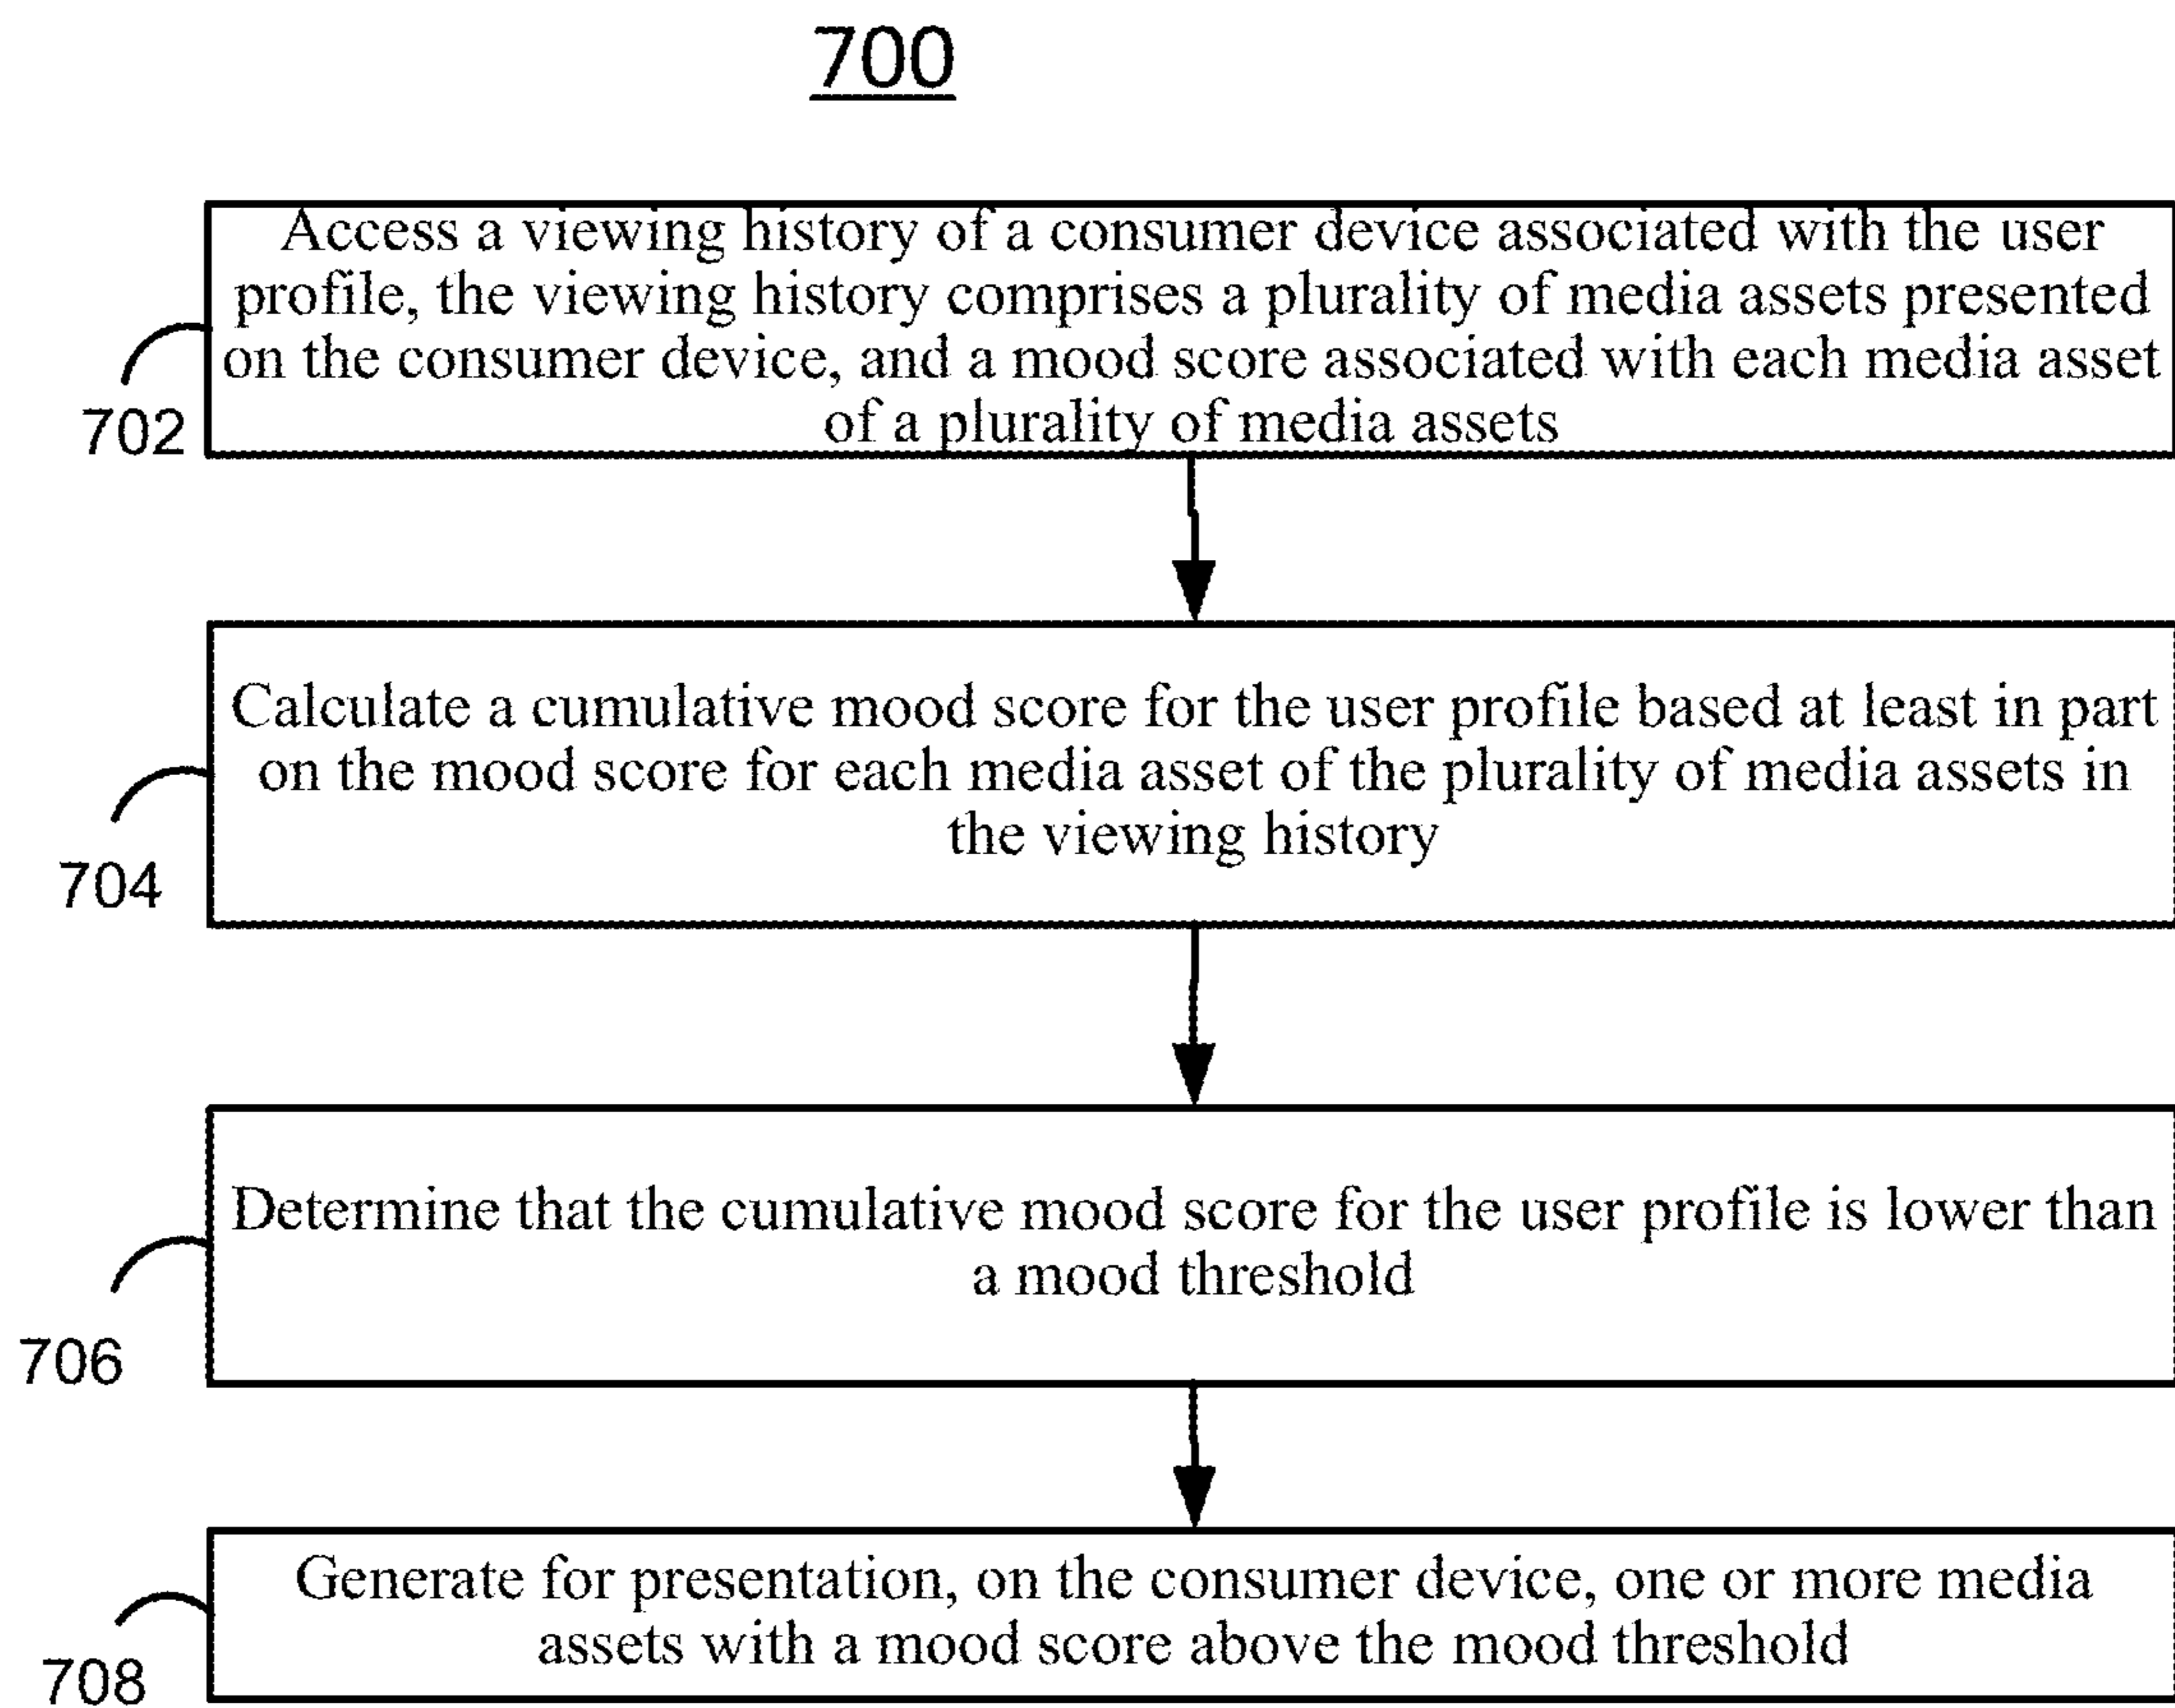 700
Access a viewing history of a consumer device associated with the user
profile, the viewing history comprises a plurality of media assets presented
on the consumer device, and a mood score associated with each media asset
of a plurality of media assets
702
Calculate a cumulative mood score for the user profile based at least in part
on the mood score for each media asset of the plurality of media assets in
the viewing history
704
Determine that the cumulative mood score for the user profile is lower than
a mood threshold
706
Generate for presentation, on the consumer device, one or more media
assets with a mood score above the mood threshold
708